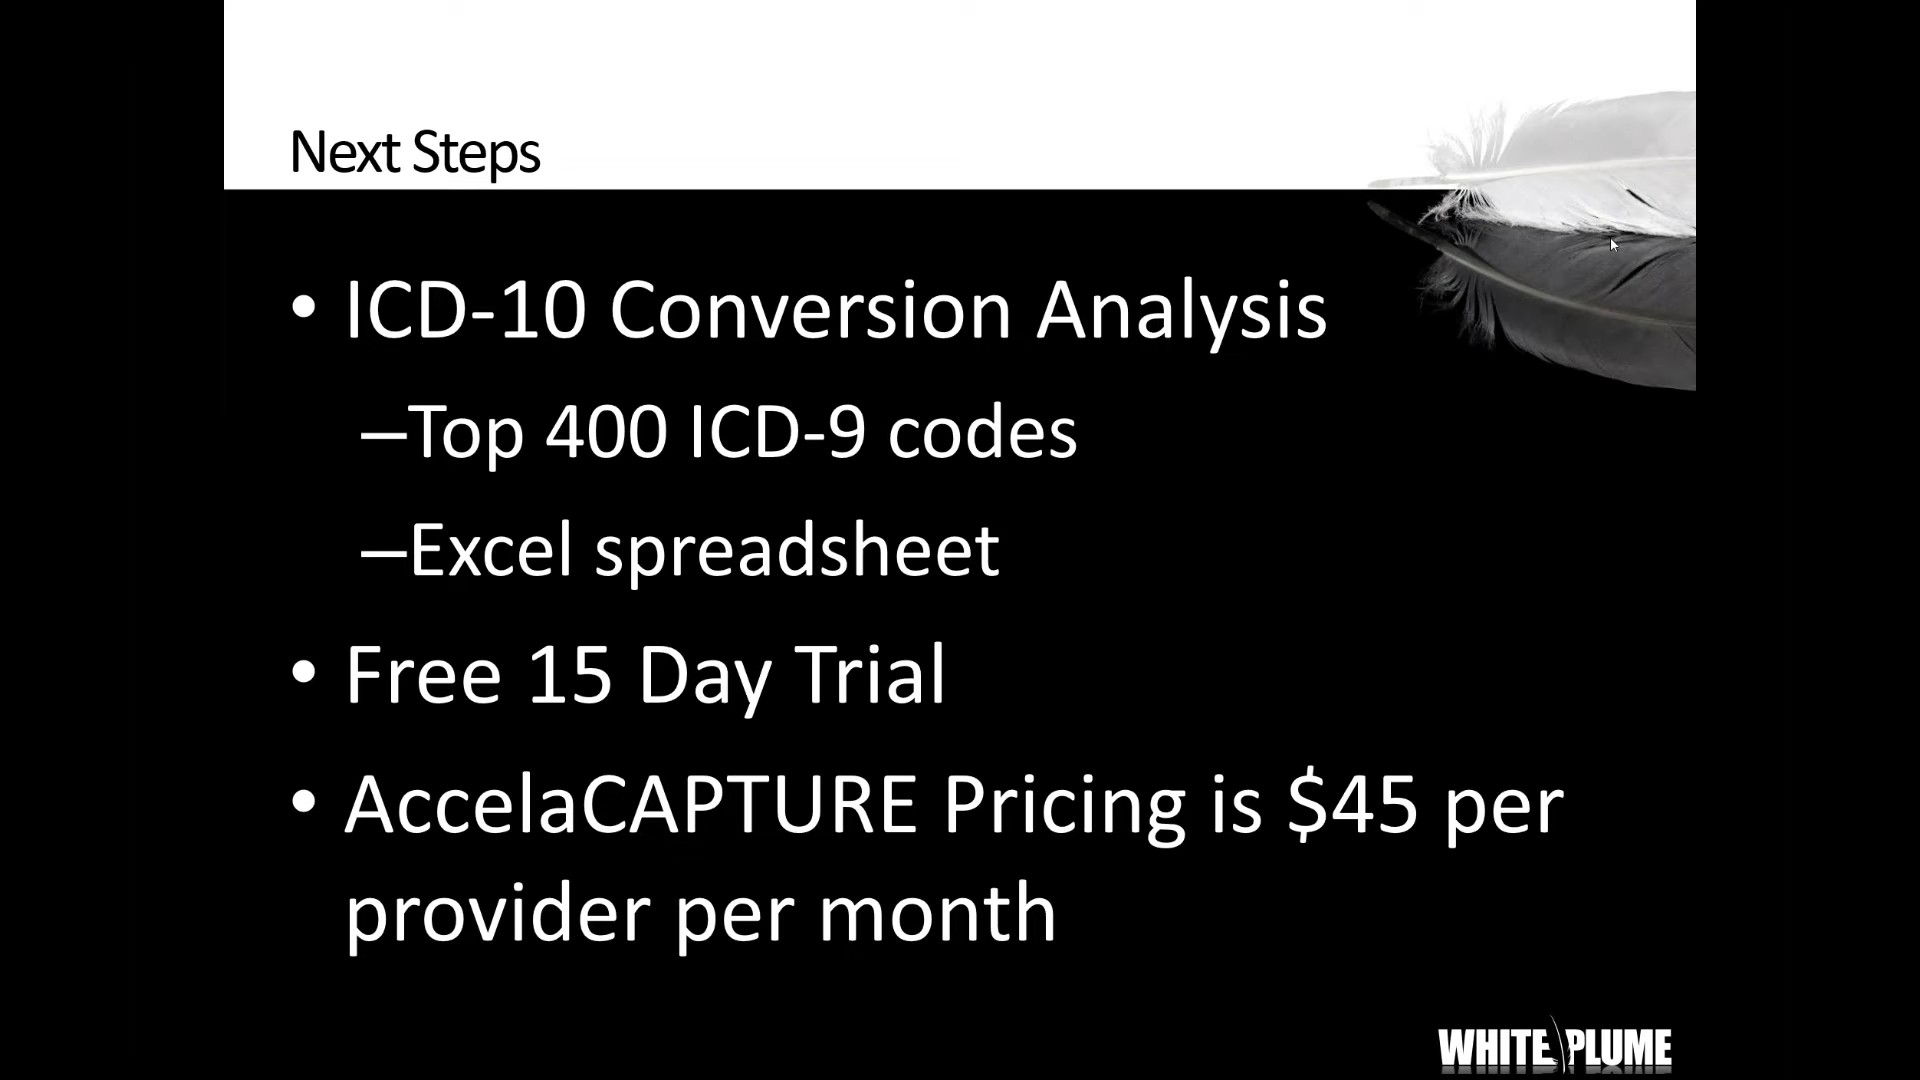 Next Steps
• ICD-10 Conversion Analysis
–Top 400 ICD-9 codes
–Excel spreadsheet
• Free 15 Day Trial
• AccelaCAPTURE Pricing is $45 per
provider per month
WHITE PLUME